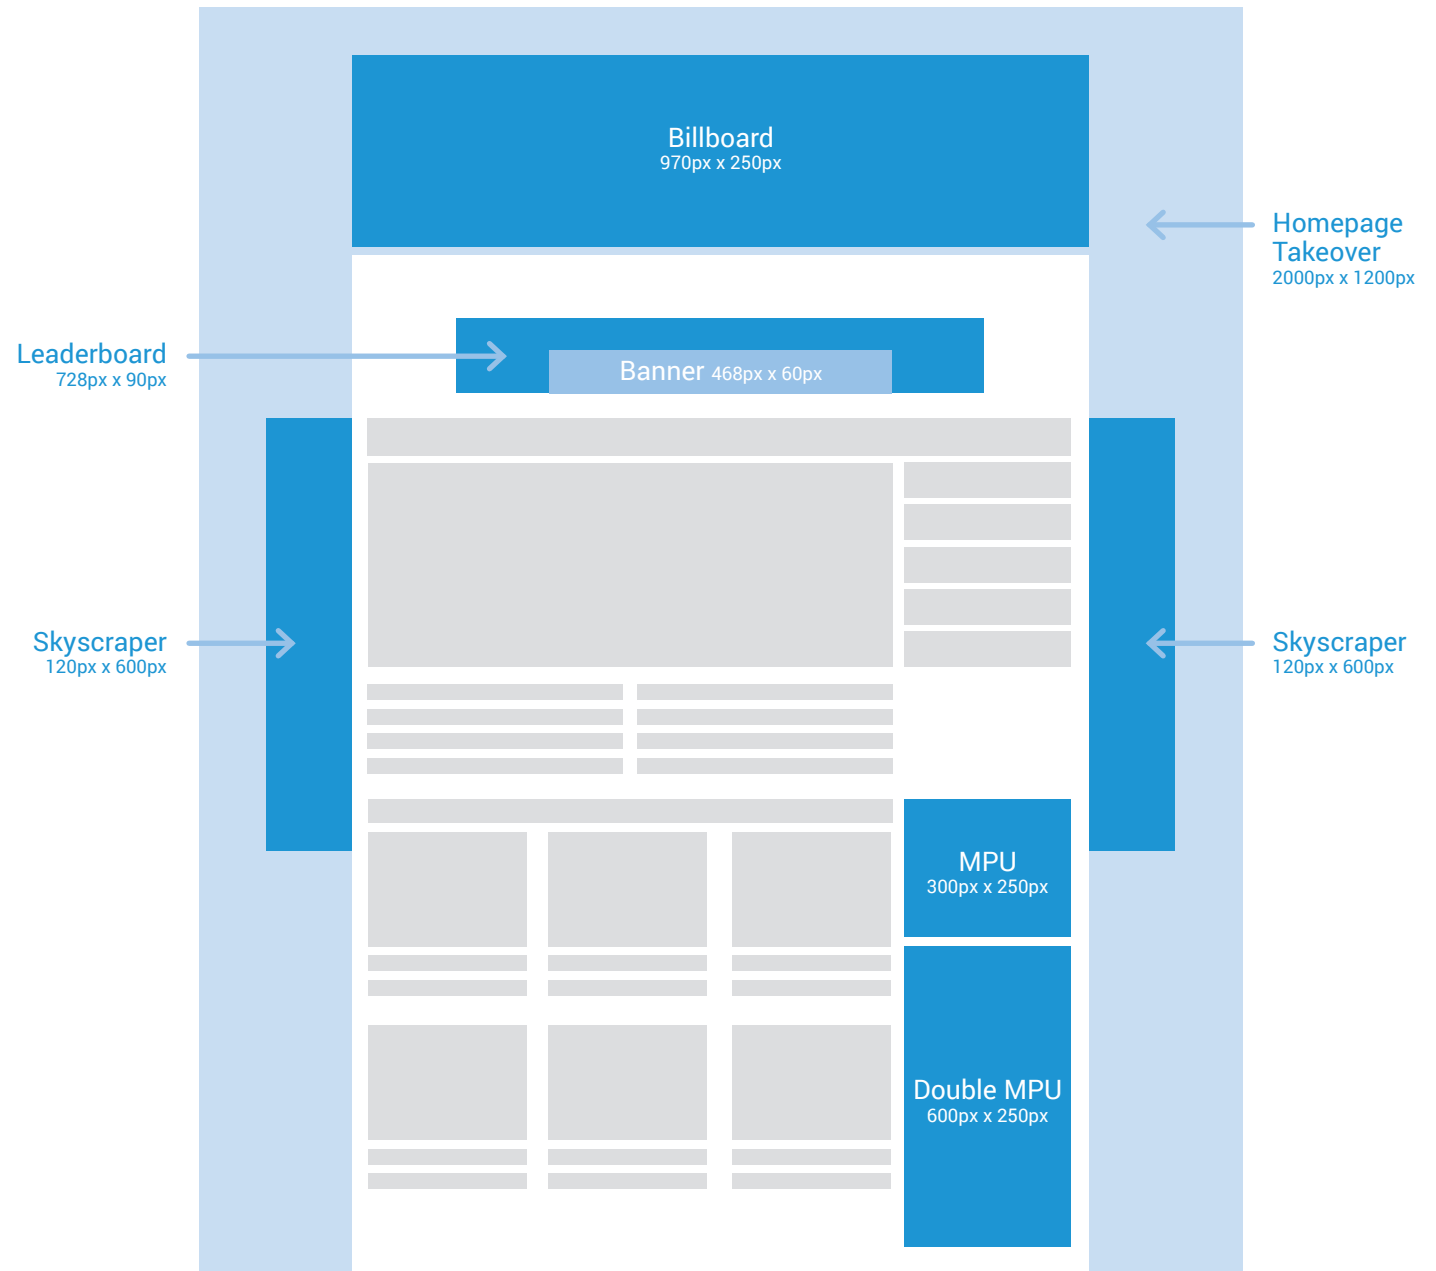 Billboard
970px x 250px
Homepage
Takeover
2000px x 1200px
Leaderboard
728px x 90px
Banner 468px x 60px
Skyscraper
120px x 600px
Skyscraper
120px x 600px
MPU
300px x 250px
Double MPU
600px x 250px